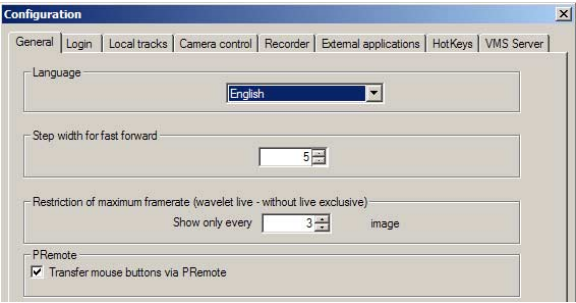 Configuration
General Login Local tracks Camera control Recorder External applications HotKeys VMS Server
Language
English
Step width for fast forward
5
Restriction of maximum framerate (wavelet live - without live exclusive)
Show only every 3 image
PRemote
Transfer mouse buttons via PRemote